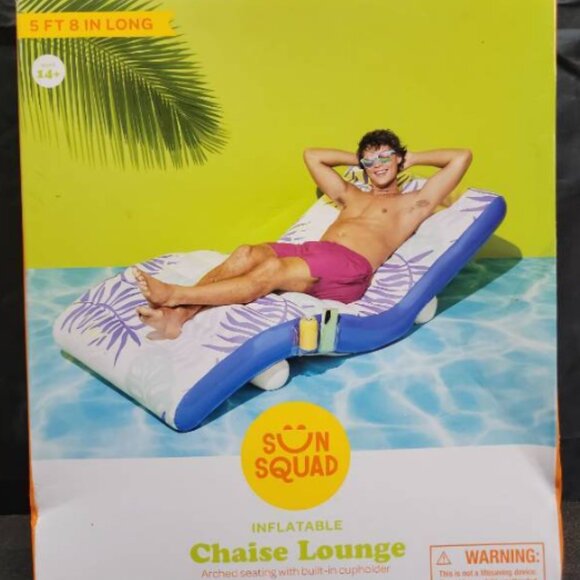 5 FT 8 IN LONG
14+
SUN
SQUAD
INFLATABLE
Chaise Lounge
Arched seating with built-in cupholder
WARNING:
This is not a lifesaving device.